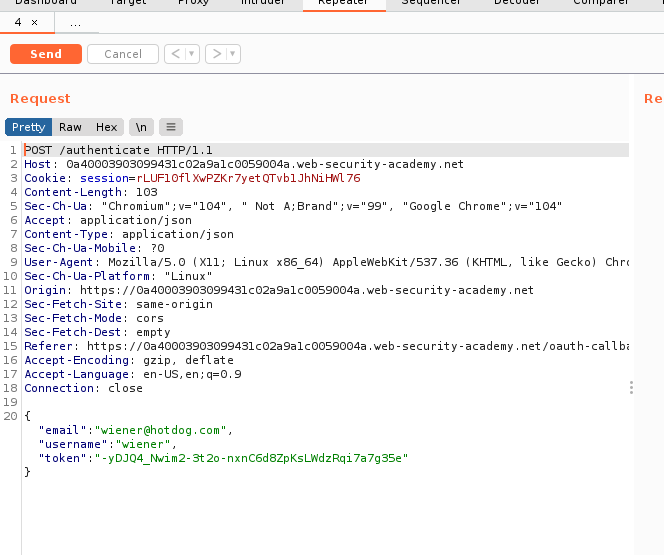 Dashboard Target Proxy Intruder Repeater Sequencer Decoder Comparer
4 × ...
Send Cancel < ▼ > ▼
Request
Pretty Raw Hex \n ≡
1 POST /authenticate HTTP/1.1
2 Host: 0a40003903099431c02a9a1c0059004a.web-security-academy.net
3 Cookie: session=rLUFl0flXwPZKr7yetQTvb1JhNiHWl76
4 Content-Length: 103
5 Sec-Ch-Ua: "Chromium";v="104", " Not A;Brand";v="99", "Google Chrome";v="104"
6 Accept: application/json
7 Content-Type: application/json
8 Sec-Ch-Ua-Mobile: ?0
9 User-Agent: Mozilla/5.0 (X11; Linux x86_64) AppleWebKit/537.36 (KHTML, like Gecko) Chro
10 Sec-Ch-Ua-Platform: "Linux"
11 Origin: https://0a40003903099431c02a9a1c0059004a.web-security-academy.net
12 Sec-Fetch-Site: same-origin
13 Sec-Fetch-Mode: cors
14 Sec-Fetch-Dest: empty
15 Referer: https://0a40003903099431c02a9a1c0059004a.web-security-academy.net/oauth-callba
16 Accept-Encoding: gzip, deflate
17 Accept-Language: en-US,en;q=0.9
18 Connection: close
19
20 {
"email":"wiener@hotdog.com",
"username":"wiener",
"token":"-yDJQ4_Nwim2-3t2o-nxnC6d8ZpKsLWdzRqi7a7g35e"
}
Re